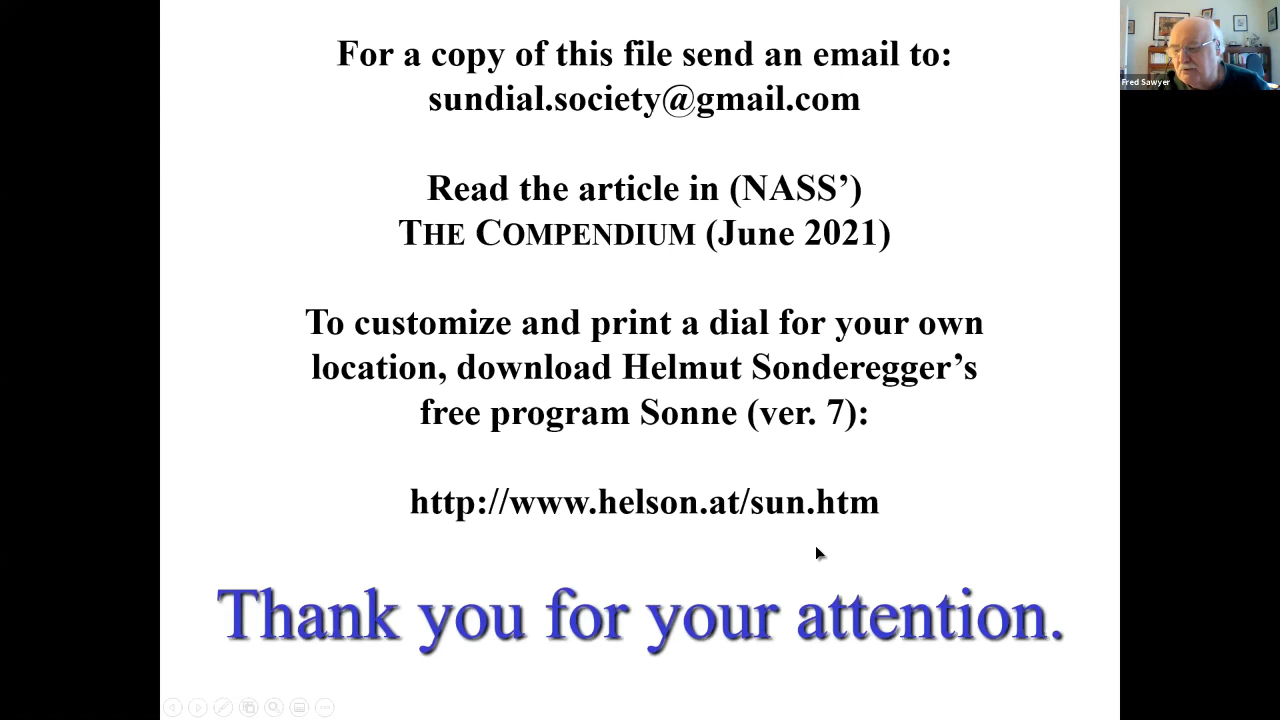 For a copy of this file send an email to:
sundial.society@gmail.com
Read the article in (NASS’)
THE COMPENDIUM (June 2021)
To customize and print a dial for your own
location, download Helmut Sonderegger’s
free program Sonne (ver. 7):
http://www.helson.at/sun.htm
Thank you for your attention.
Fred Sawyer